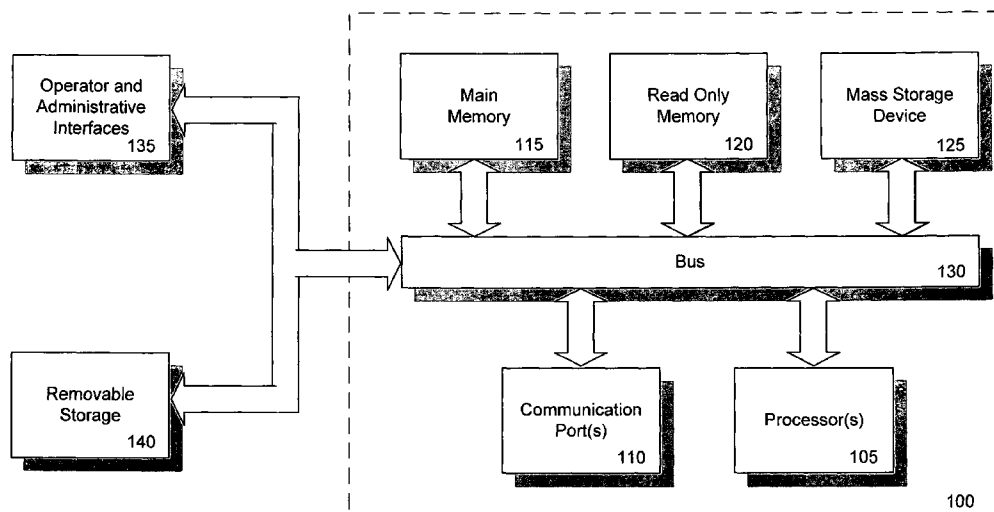 Operator and
Administrative
Interfaces
135
Main
Memory
115
Read Only
Memory
120
Mass Storage
Device
125
Bus
130
Removable
Storage
140
Communication
Port(s)
110
Processor(s)
105
100